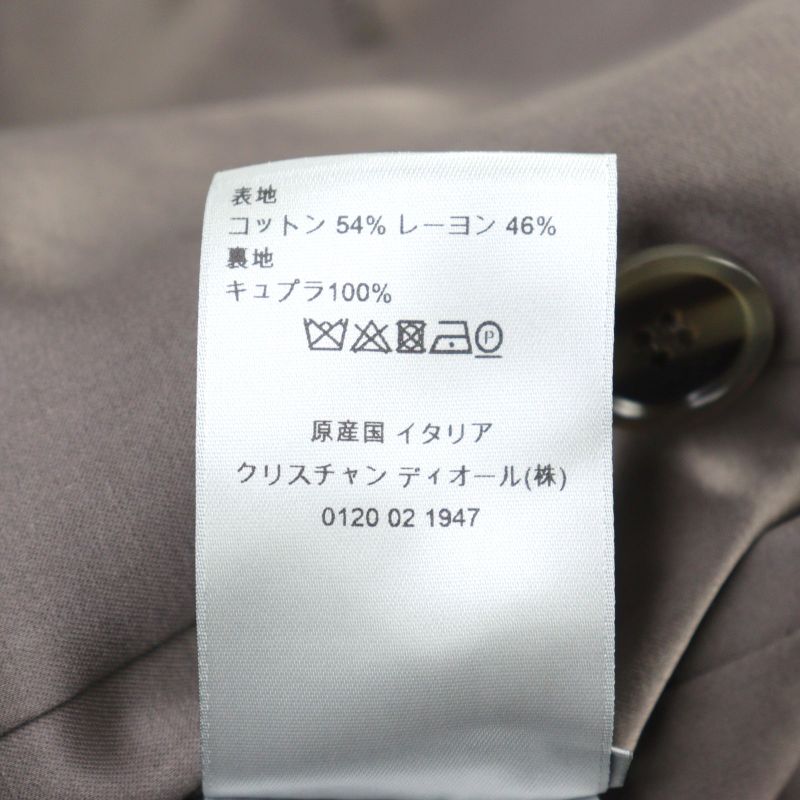 表地
コットン 54% レーヨン 46%
裏地
キュプラ100%
P
原産国 イタリア
クリスチャン ディオール(株)
0120 02 1947